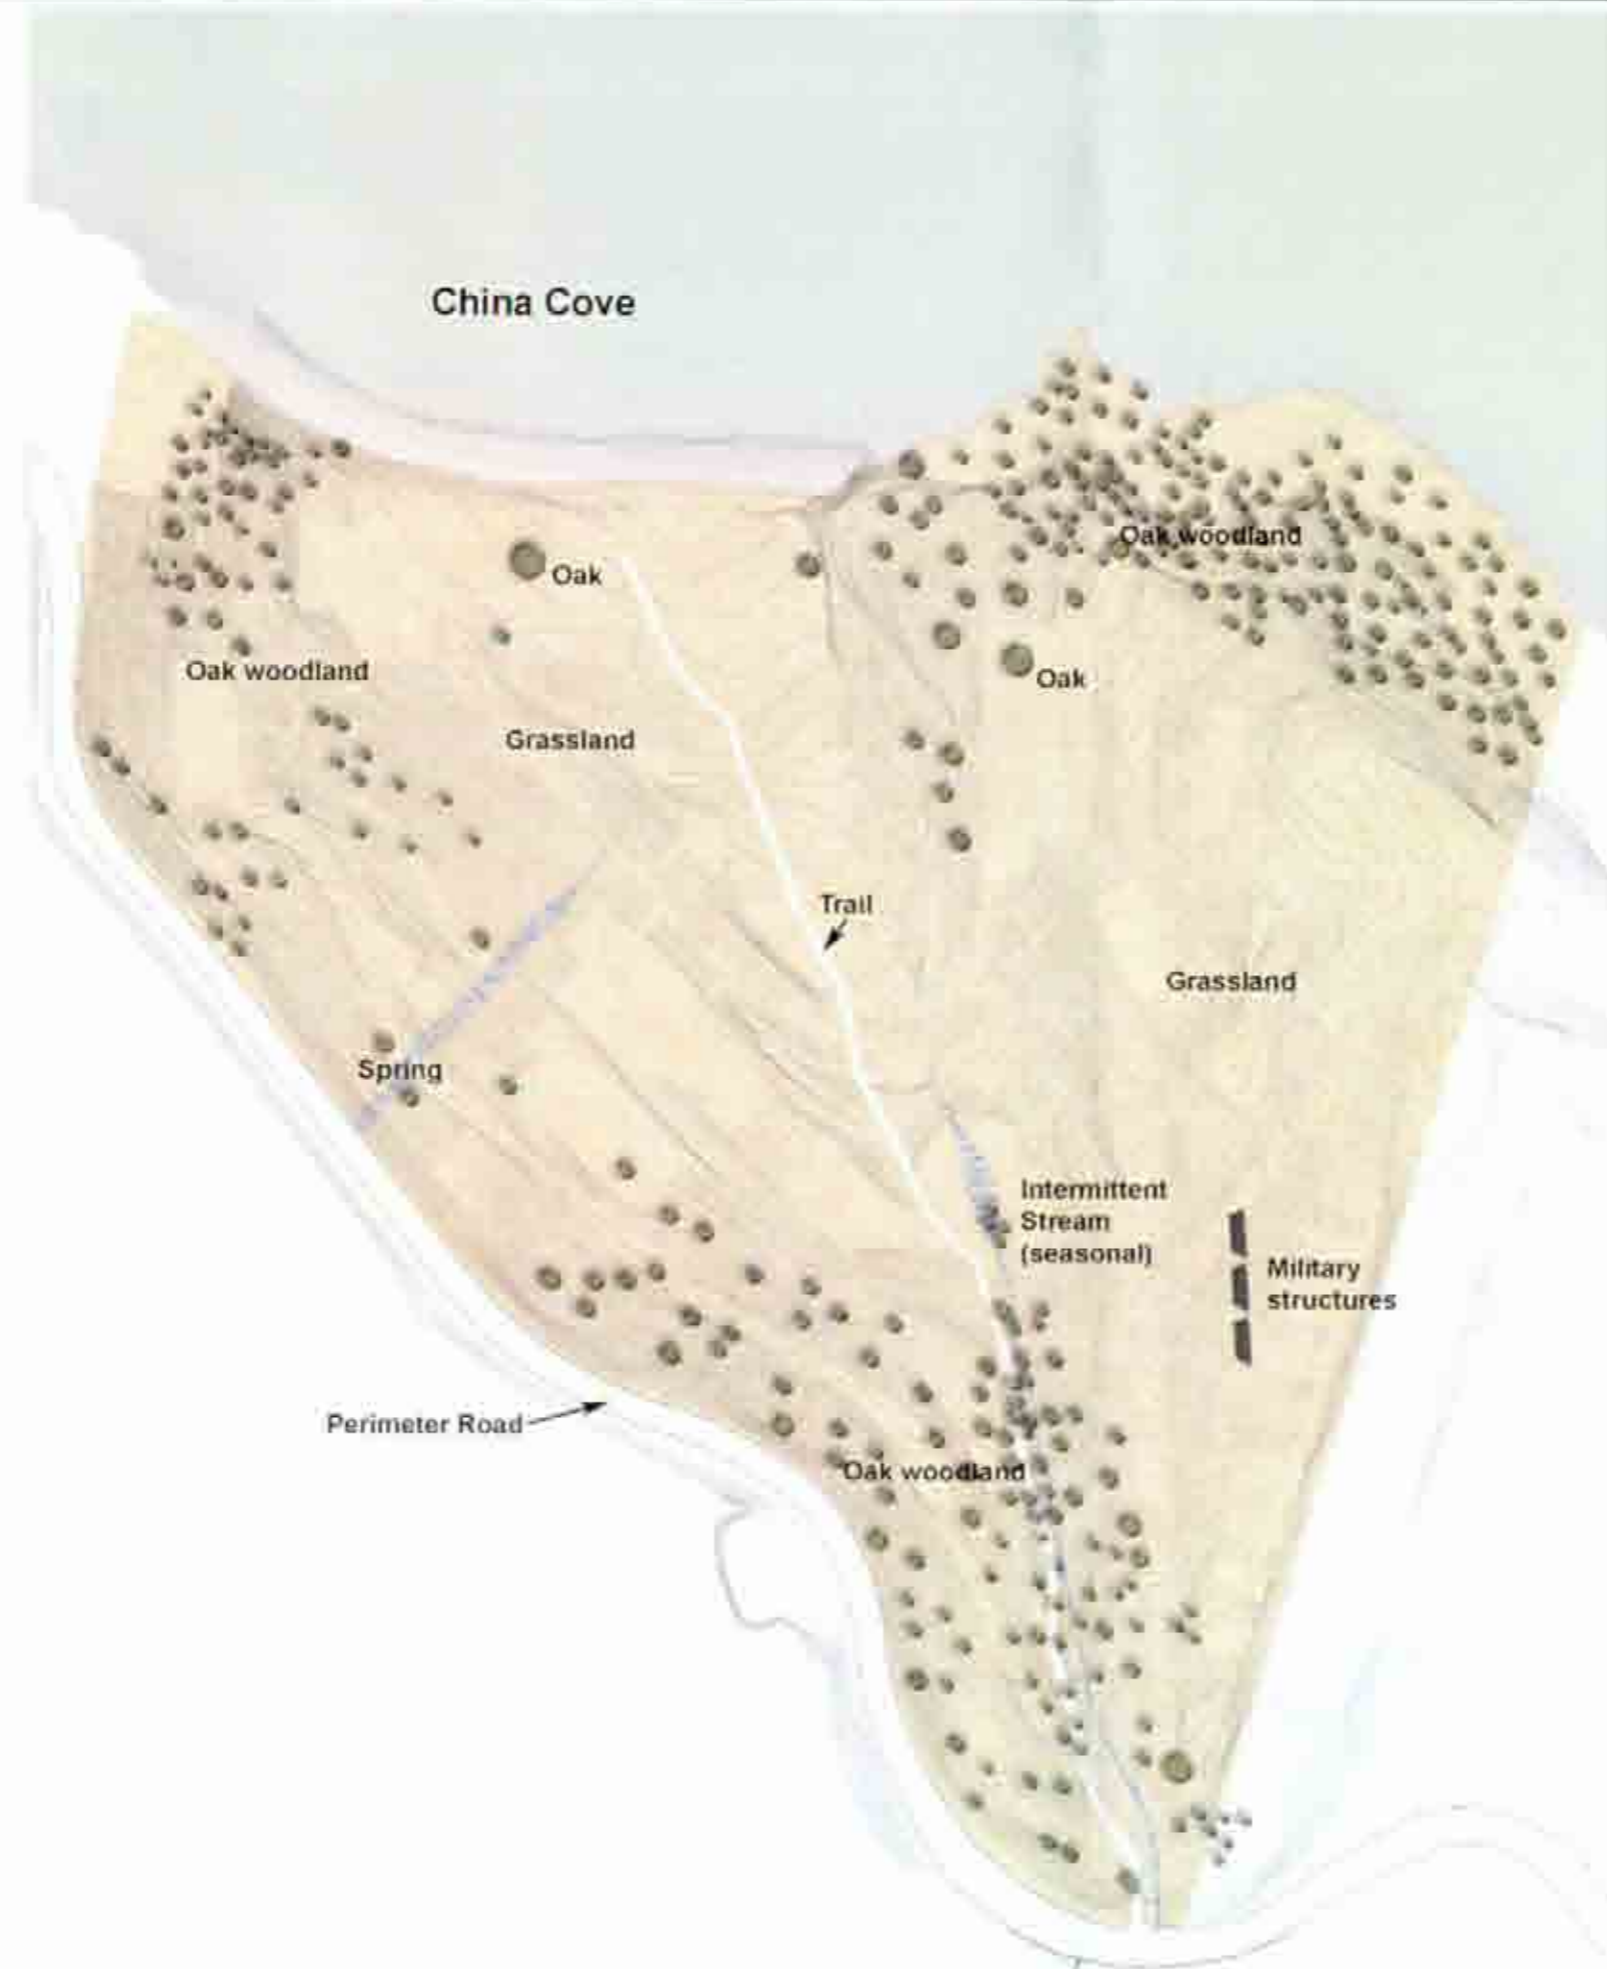 China Cove
Oak woodland
Oak
Oak woodland
Oak
Grassland
Trail
Grassland
Spring
Intermittent
Stream
(seasonal)
Military
structures
Perimeter Road
Oak woodland